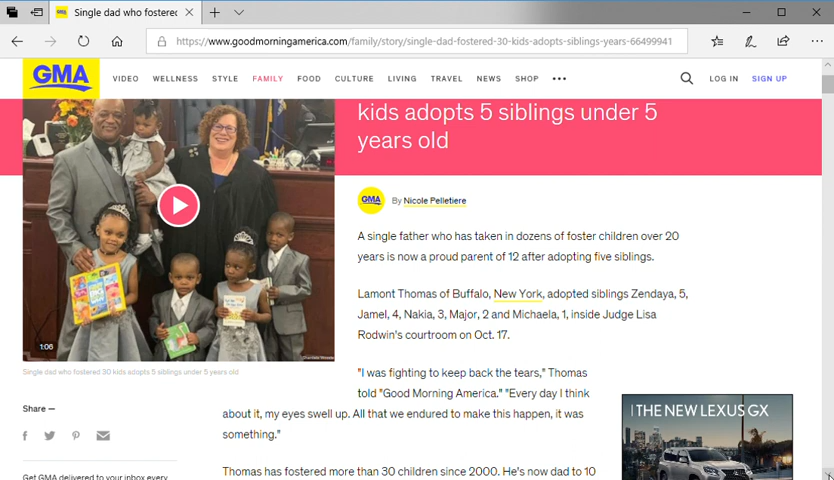 Single dad who fostered
https://www.goodmorningamerica.com/family/story/single-dad-fostered-30-kids-adopts-siblings-years-66499941
GMA
VIDEO WELLNESS STYLE FAMILY FOOD CULTURE LIVING TRAVEL NEWS SHOP ••• LOG IN SIGN UP
kids adopts 5 siblings under 5
years old
GMA By Nicole Pelletiere
A single father who has taken in dozens of foster children over 20
years is now a proud parent of 12 after adopting five siblings.
Lamont Thomas of Buffalo, New York, adopted siblings Zendaya, 5,
Jamel, 4, Nakia, 3, Major, 2 and Michaela, 1, inside Judge Lisa
Rodwin's courtroom on Oct. 17.
1:06
Single dad who fostered 30 kids adopts 5 siblings under 5 years old
"I was fighting to keep back the tears," Thomas
told "Good Morning America." "Every day I think
about it, my eyes swell up. All that we endured to make this happen, it was
something."
Share —
THE NEW LEXUS GX
Thomas has fostered more than 30 children since 2000. He's now dad to 10
Get GMA delivered to your inbox every